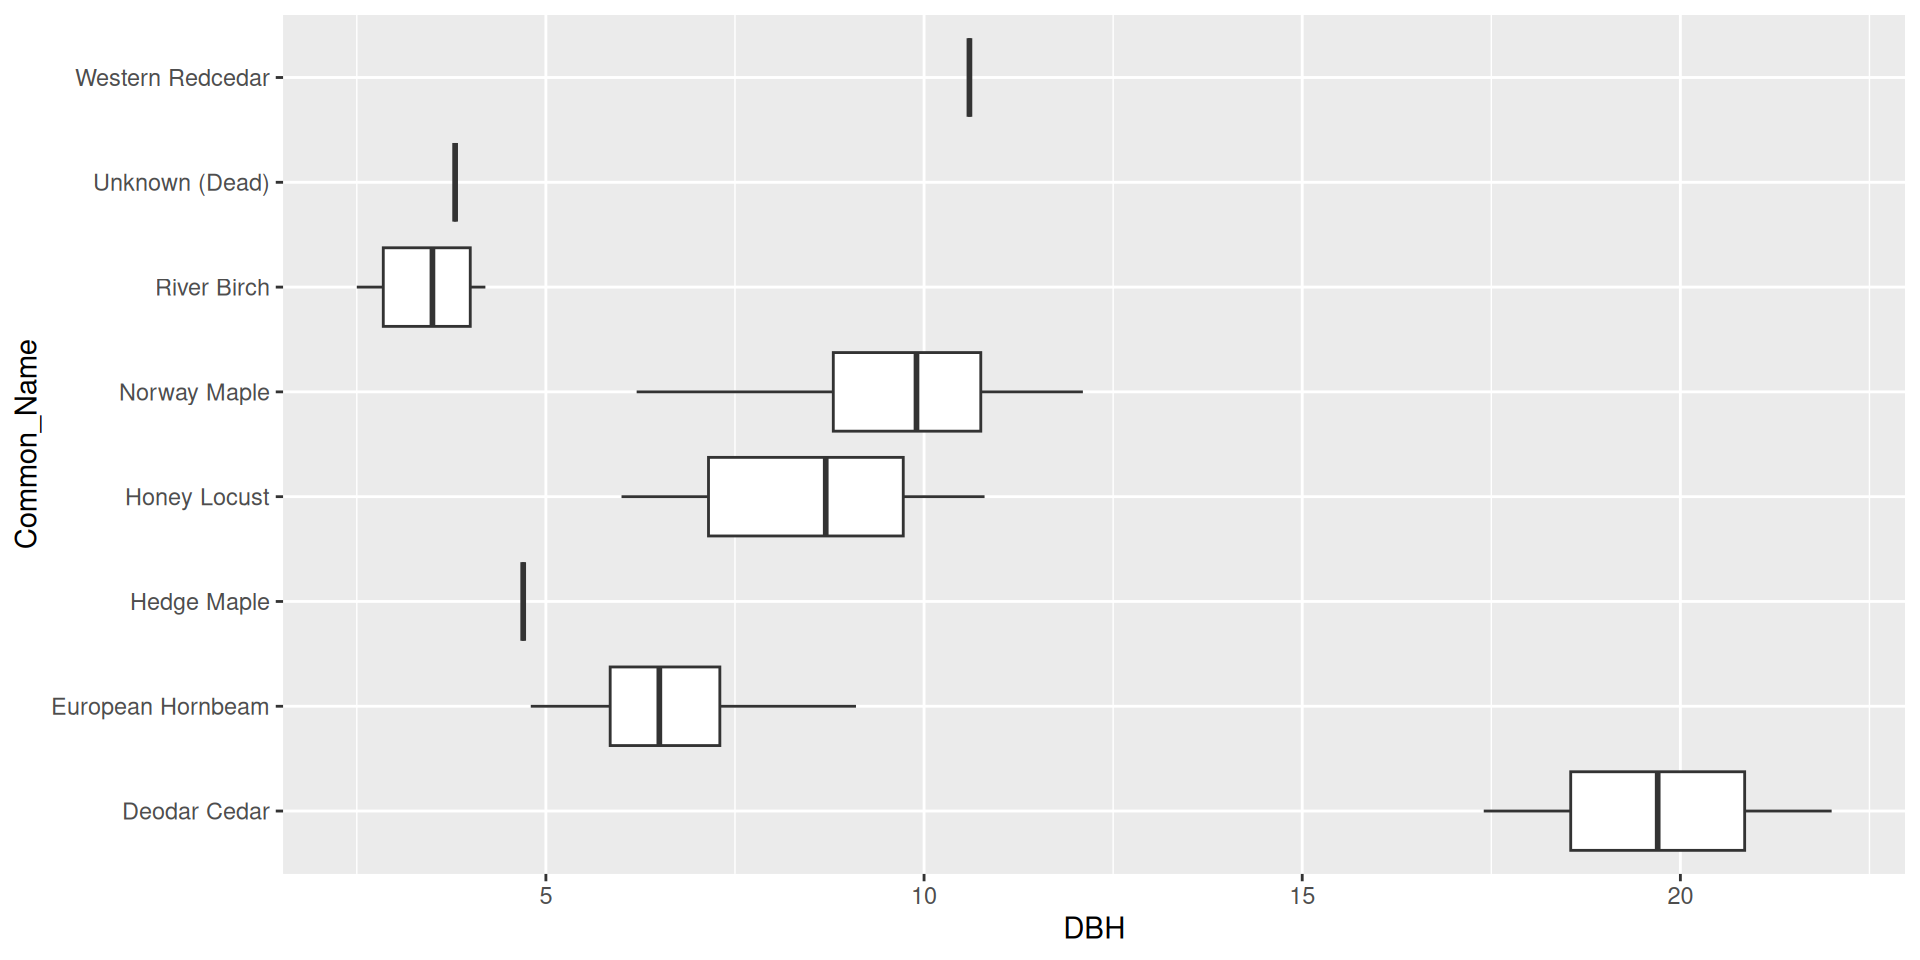 Common_Name
Western Redcedar
Unknown (Dead)
River Birch
Norway Maple
Honey Locust
Hedge Maple
European Hornbeam
Deodar Cedar
5 10 15 20
DBH